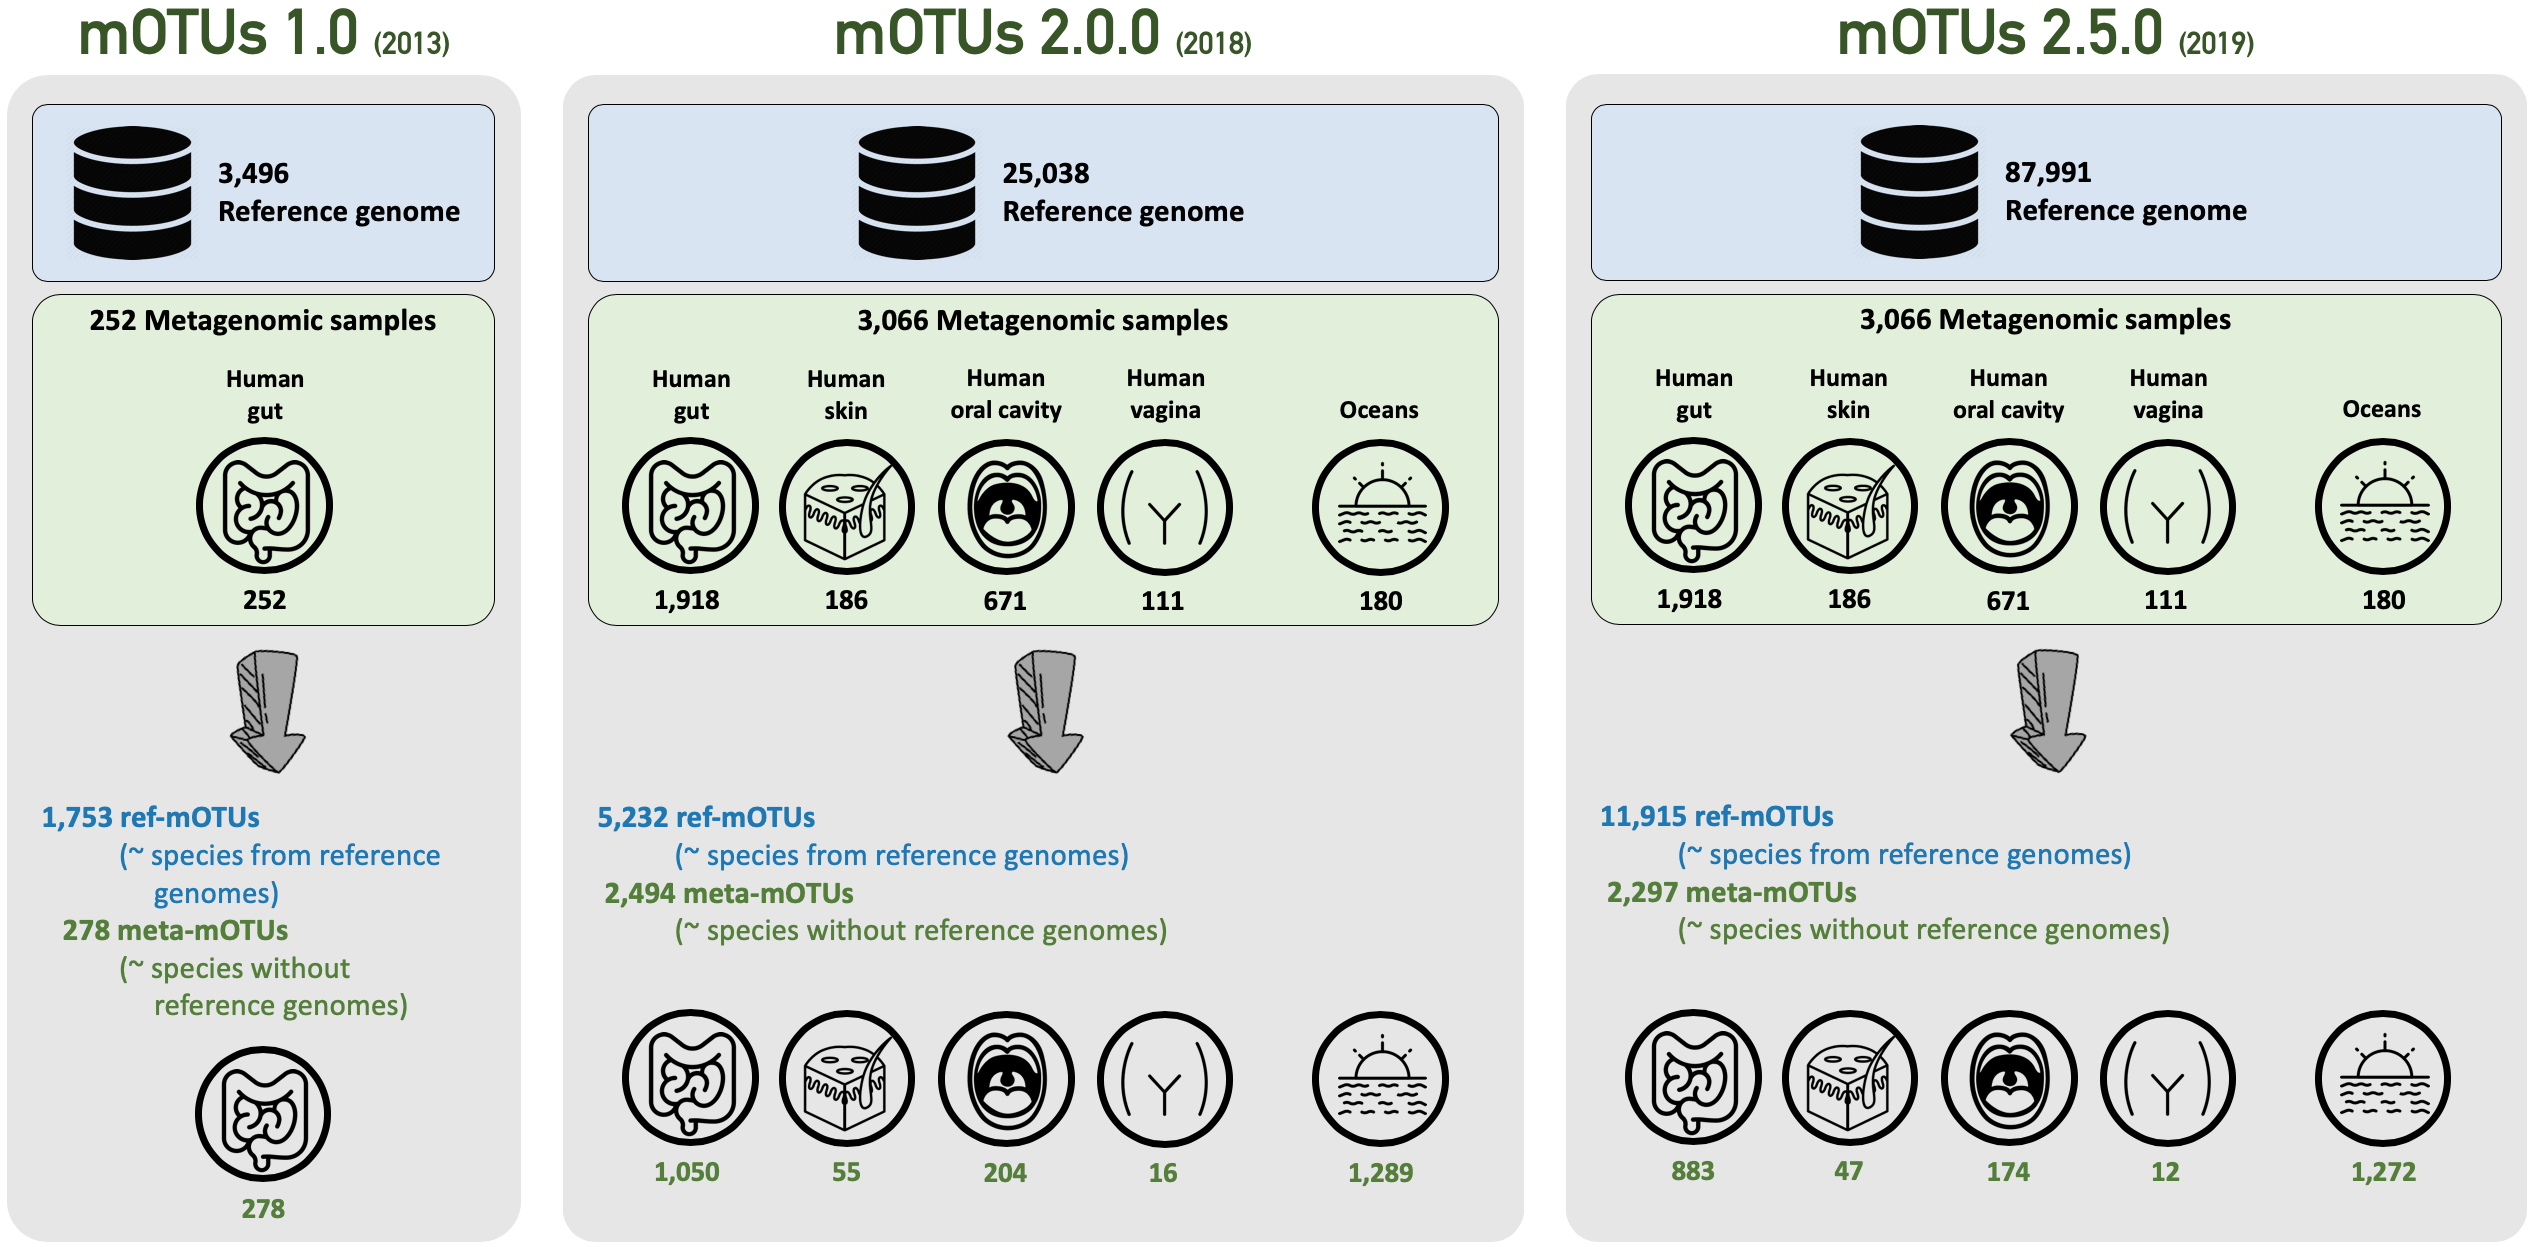 mOTUs 1.0 (2013)
3,496
Reference genome
252 Metagenomic samples
Human
gut
252
1,753 ref-mOTUs
(~ species from reference
genomes)
278 meta-mOTUs
(~ species without
reference genomes)
278
mOTUs 2.0.0 (2018)
25,038
Reference genome
3,066 Metagenomic samples
Human
gut
Human
skin
Human
oral cavity
Human
vagina
Oceans
1,918
186
671
111
180
5,232 ref-mOTUs
(~ species from reference genomes)
2,494 meta-mOTUs
(~ species without reference genomes)
1,050
55
204
16
1,289
mOTUs 2.5.0 (2019)
87,991
Reference genome
3,066 Metagenomic samples
Human
gut
Human
skin
Human
oral cavity
Human
vagina
Oceans
1,918
186
671
111
180
11,915 ref-mOTUs
(~ species from reference genomes)
2,297 meta-mOTUs
(~ species without reference genomes)
883
47
174
12
1,272